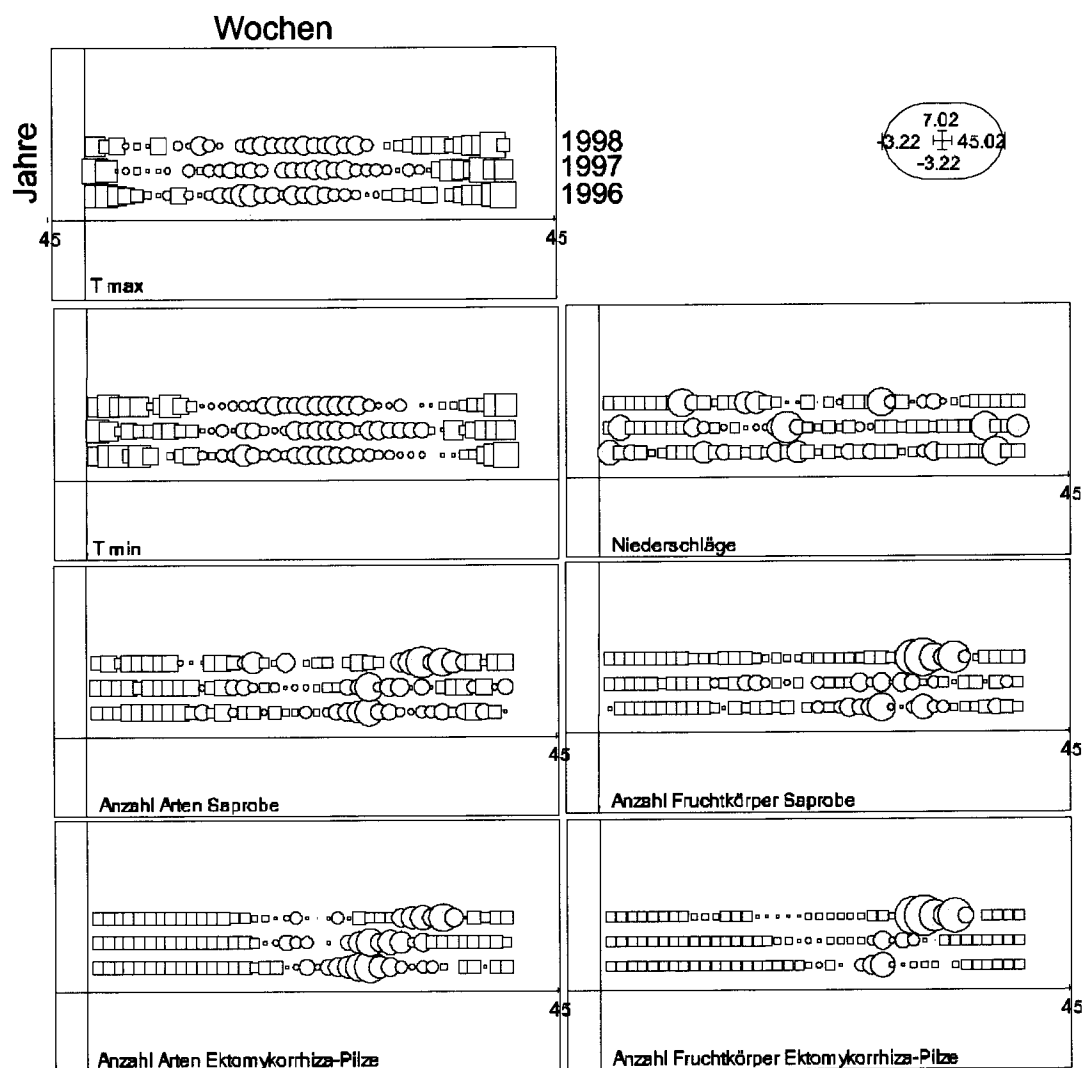 Wochen
Jahre
1998
1997
1996
7.02
-3.22 45.02
-3.22
45 45
T max
T min
Niederschläge
45
Anzahl Arten Saprobe
45
Anzahl Fruchtkörper Saprobe
45
Anzahl Arten Ektomykorrhiza-Pilze
45
Anzahl Fruchtkörper Ektomykorrhiza-Pilze
45